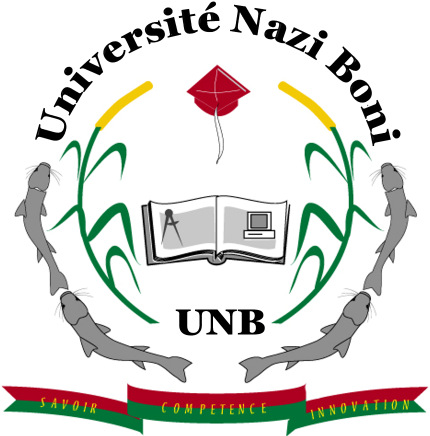 Université Nazi Boni
UNB
SAVOIR COMPETENCE INNOVATION